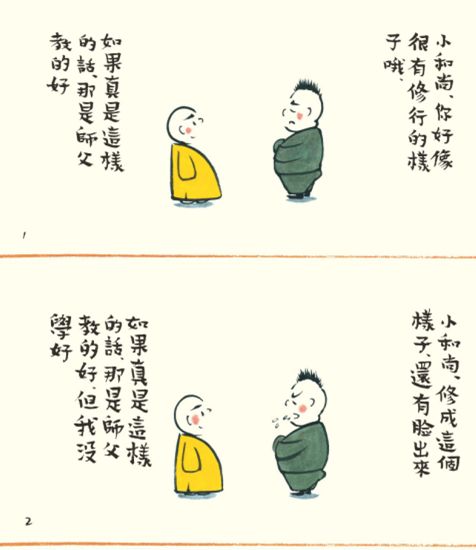 小和尚、你好像
很有修行的樣
子哦、
如果真是這樣
的話、那是師父
教的好
1
小和尚、修成這個
樣子、還有脸出來
如果真是這樣
的話、那是師父
教的好、但我没
學好
2